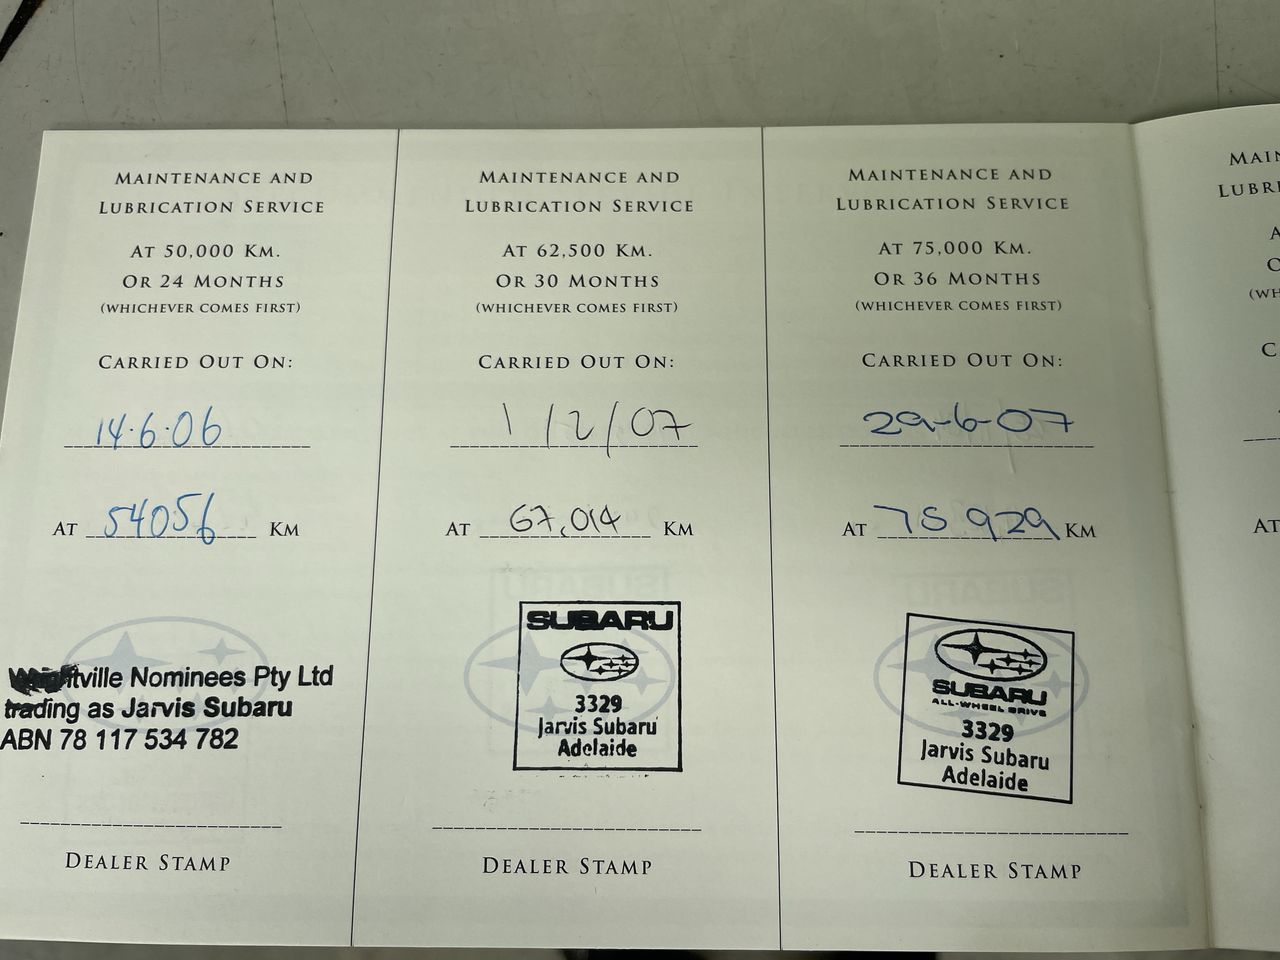 MAINTENANCE AND
LUBRICATION SERVICE
AT 50,000 KM.
OR 24 MONTHS
(WHICHEVER COMES FIRST)
CARRIED OUT ON:
14.6.06
AT 54056 KM
Nominees Pty Ltd
trading as Jarvis Subaru
ABN 78 117 534 782
DEALER STAMP
MAINTENANCE AND
LUBRICATION SERVICE
AT 62,500 KM.
OR 30 MONTHS
(WHICHEVER COMES FIRST)
CARRIED OUT ON:
1/2/07
AT 67,014 KM
SUBARU
3329
Jarvis Subaru
Adelaide
DEALER STAMP
MAINTENANCE AND
LUBRICATION SERVICE
AT 75,000 KM.
OR 36 MONTHS
(WHICHEVER COMES FIRST)
CARRIED OUT ON:
29-6-07
AT 75929 KM
SUBARU
ALL-WHEEL DRIVE
3329
Jarvis Subaru
Adelaide
DEALER STAMP